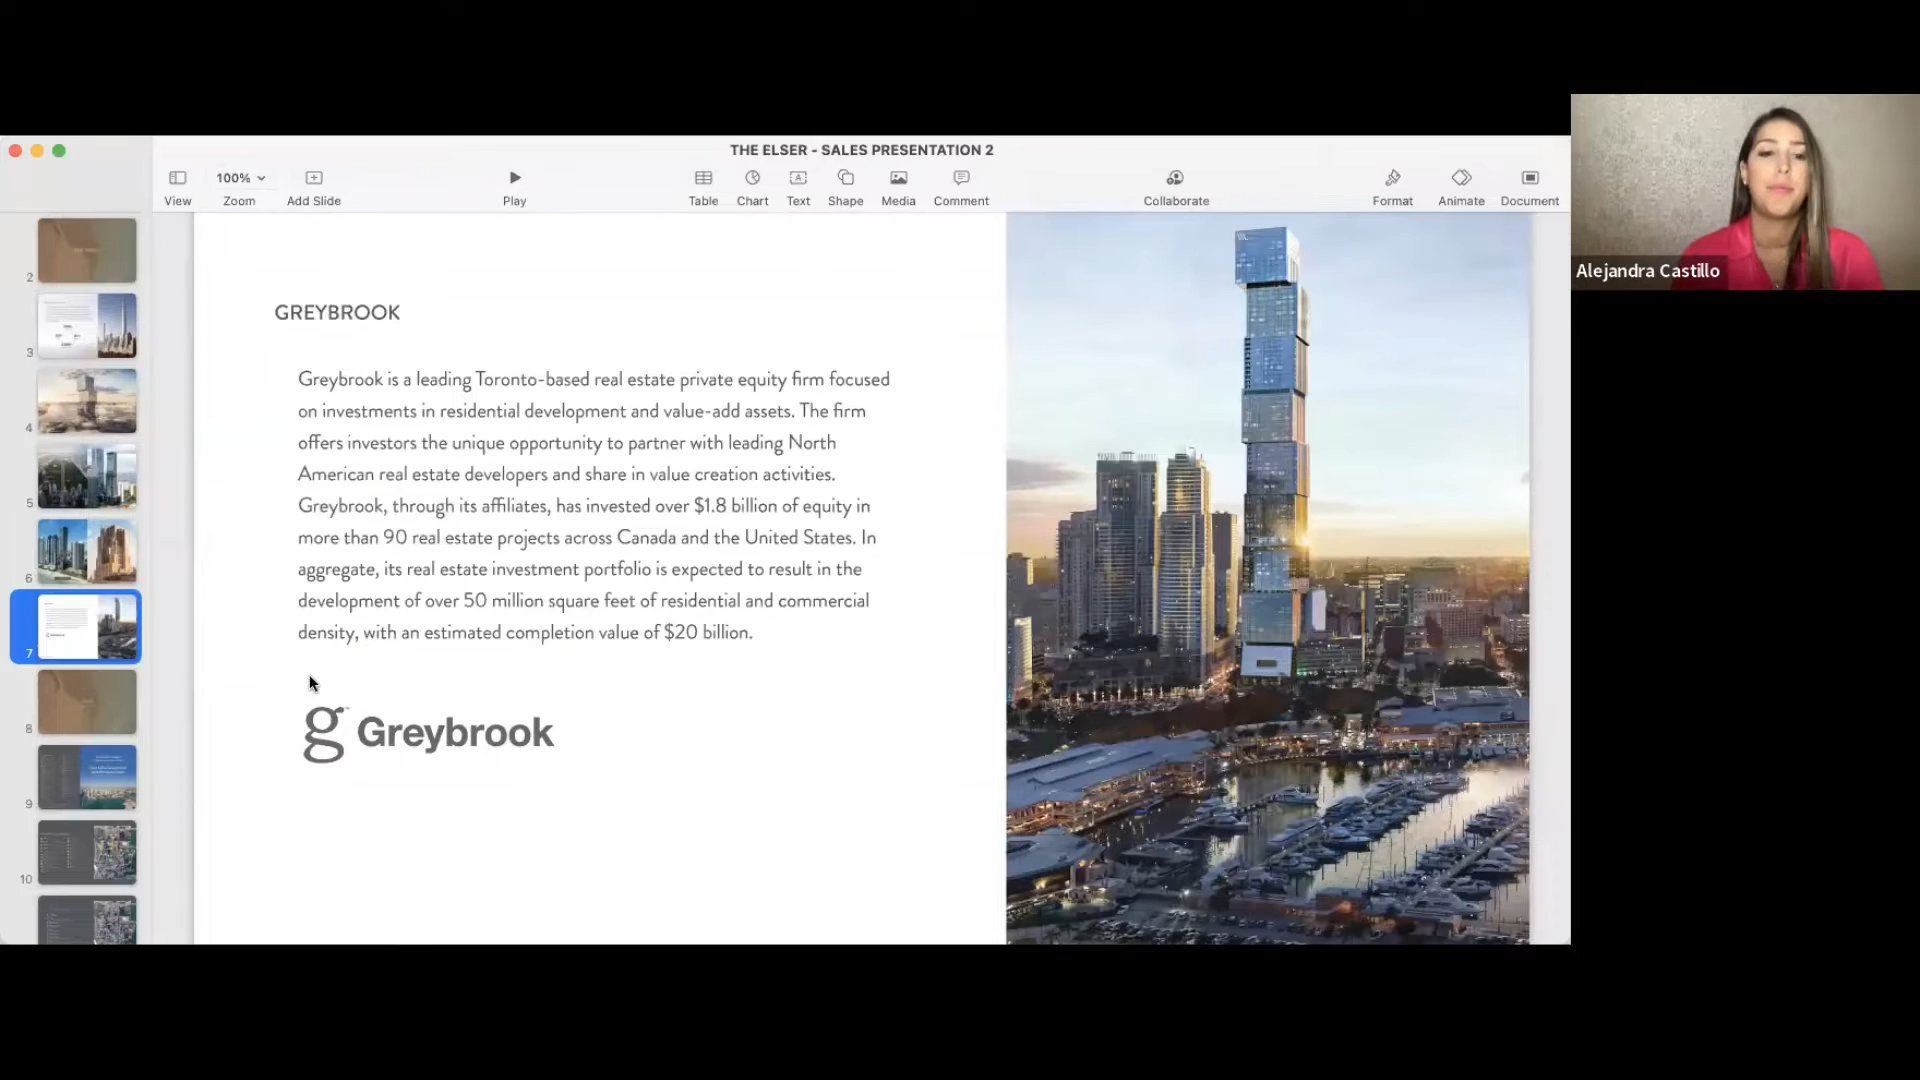 THE ELSER - SALES PRESENTATION 2
100%
View
Zoom
Add Slide
Play
Table
Chart
Text
Shape
Media
Comment
Collaborate
Format
Animate
Document
Alejandra Castillo
2
3
4
5
6
7
8
9
10
GREYBROOK
Greybrook is a leading Toronto-based real estate private equity firm focused
on investments in residential development and value-add assets. The firm
offers investors the unique opportunity to partner with leading North
American real estate developers and share in value creation activities.
Greybrook, through its affiliates, has invested over $1.8 billion of equity in
more than 90 real estate projects across Canada and the United States. In
aggregate, its real estate investment portfolio is expected to result in the
development of over 50 million square feet of residential and commercial
density, with an estimated completion value of $20 billion.
g Greybrook